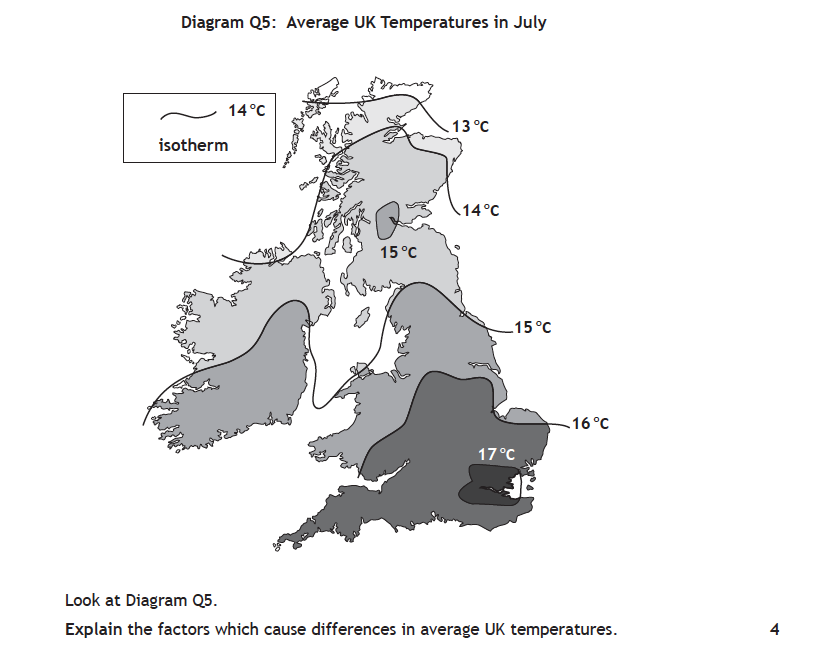 Diagram Q5: Average UK Temperatures in July
14 °C
isotherm
13 °C
14 °C
15 °C
15 °C
16 °C
17 °C
Look at Diagram Q5.
Explain the factors which cause differences in average UK temperatures. 4